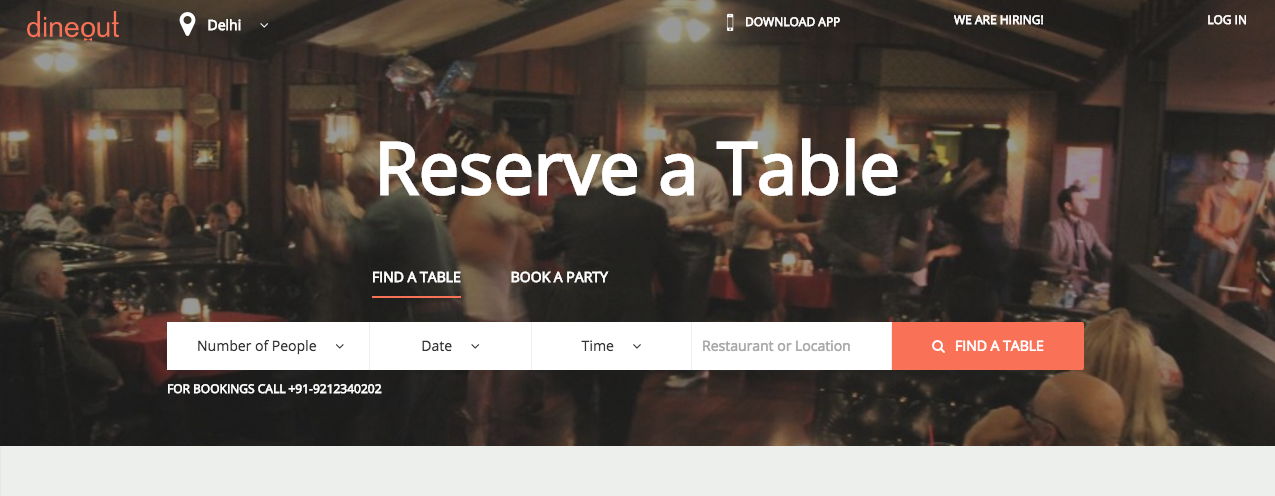 dineout
Delhi
DOWNLOAD APP
WE ARE HIRING!
LOG IN
Reserve a Table
FIND A TABLE
BOOK A PARTY
Number of People
Date
Time
Restaurant or Location
FIND A TABLE
FOR BOOKINGS CALL +91-9212340202